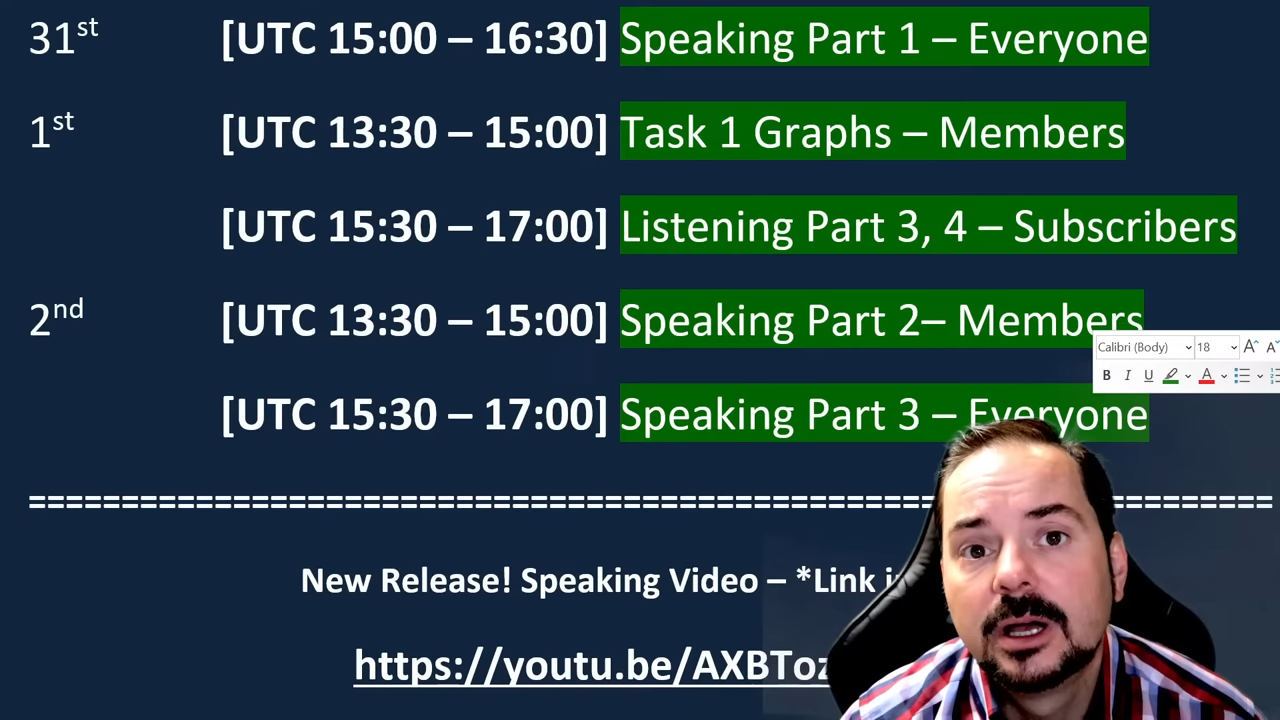 31st [UTC 15:00 – 16:30] Speaking Part 1 – Everyone
1st [UTC 13:30 – 15:00] Task 1 Graphs – Members
[UTC 15:30 – 17:00] Listening Part 3, 4 – Subscribers
2nd [UTC 13:30 – 15:00] Speaking Part 2– Members
Calibri (Body) 18 A A
B I U A
[UTC 15:30 – 17:00] Speaking Part 3 – Everyone
==========================================================================
New Release! Speaking Video – *Link
https://youtu.be/AXBToz